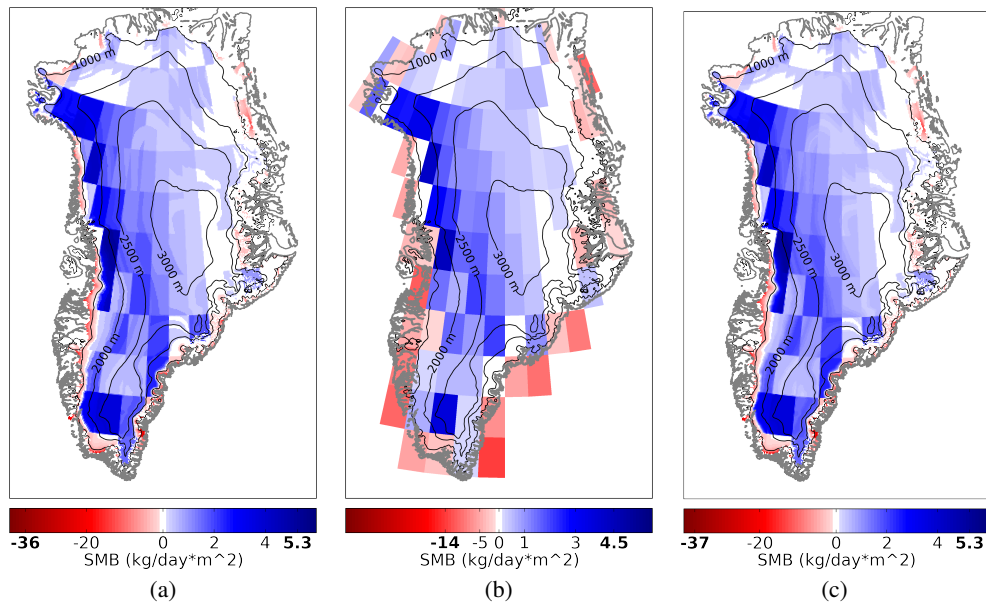 1000 m
2500 m
3000 m
2000 m
-36 -20 0 2 4 5.3
SMB (kg/day*m^2)
(a)
1000 m
2500 m
3000 m
2000 m
-14 -5 0 1 3 4.5
SMB (kg/day*m^2)
(b)
1000 m
2500 m
3000 m
2000 m
-37 -20 0 2 4 5.3
SMB (kg/day*m^2)
(c)